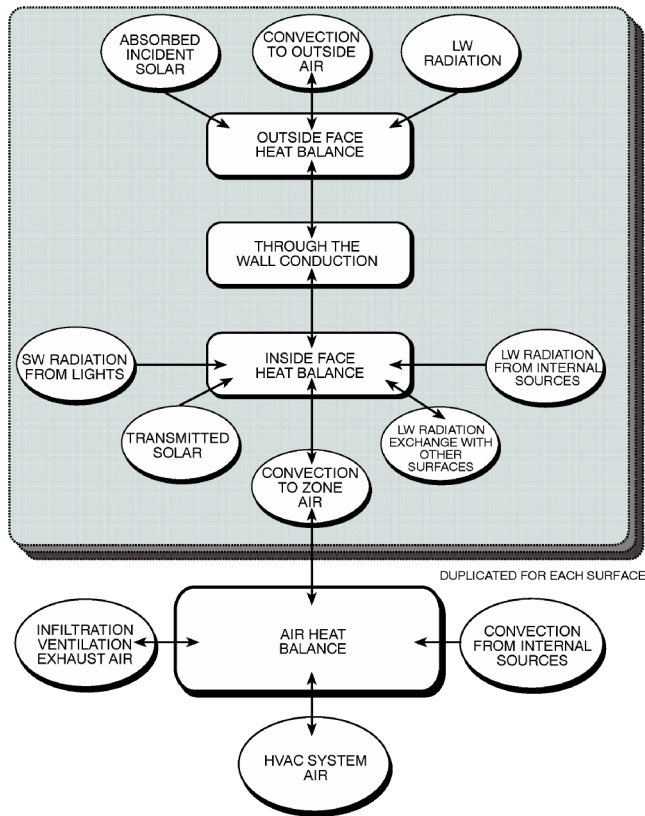 ABSORBED
INCIDENT
SOLAR
CONVECTION
TO OUTSIDE
AIR
LW
RADIATION
OUTSIDE FACE
HEAT BALANCE
THROUGH THE
WALL CONDUCTION
SW RADIATION
FROM LIGHTS
INSIDE FACE
HEAT BALANCE
LW RADIATION
FROM INTERNAL
SOURCES
TRANSMITTED
SOLAR
LW RADIATION
EXCHANGE WITH
OTHER
SURFACES
CONVECTION
TO ZONE
AIR
DUPLICATED FOR EACH SURFACE
INFILTRATION
VENTILATION
EXHAUST AIR
AIR HEAT
BALANCE
CONVECTION
FROM INTERNAL
SOURCES
HVAC SYSTEM
AIR